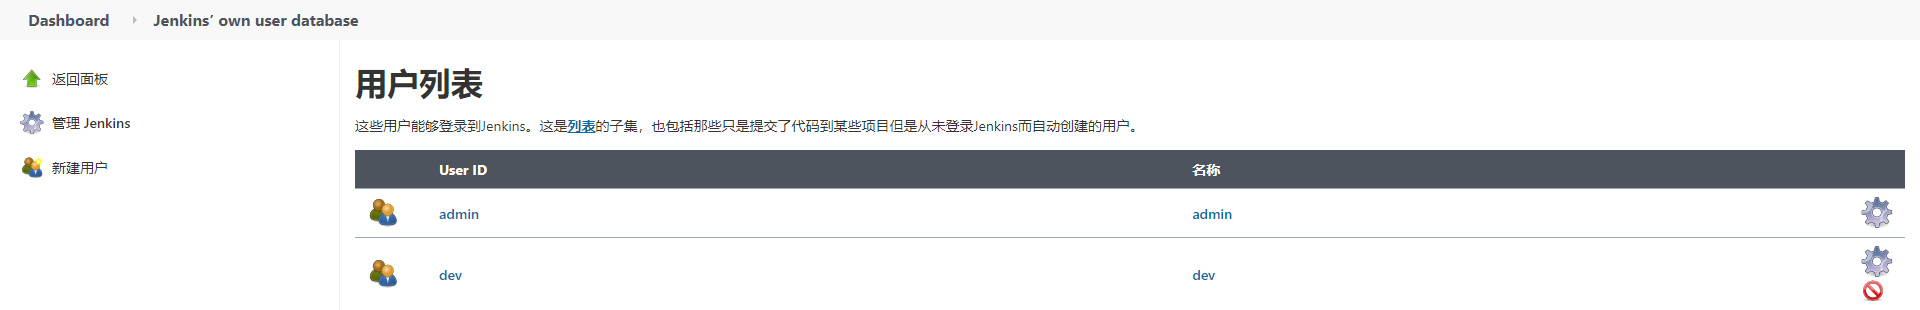 Dashboard
Jenkins’ own user database
返回面板
管理 Jenkins
新建用户
用户列表
这些用户能够登录到Jenkins。这是列表的子集，也包括那些只是提交了代码到某些项目但是从未登录Jenkins而自动创建的用户。
User ID 名称
admin admin
dev dev